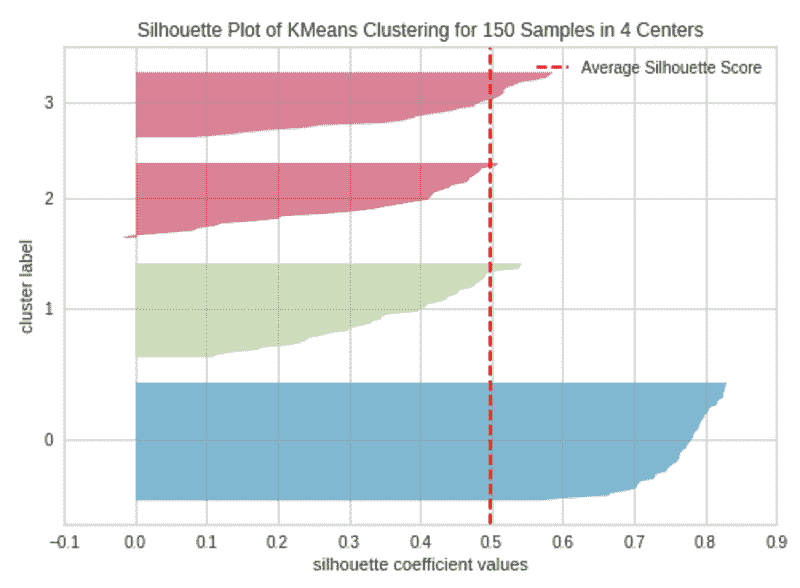 Silhouette Plot of KMeans Clustering for 150 Samples in 4 Centers
Average Silhouette Score
3
2
1
0
cluster label
−0.1 0.0 0.1 0.2 0.3 0.4 0.5 0.6 0.7 0.8 0.9
silhouette coefficient values